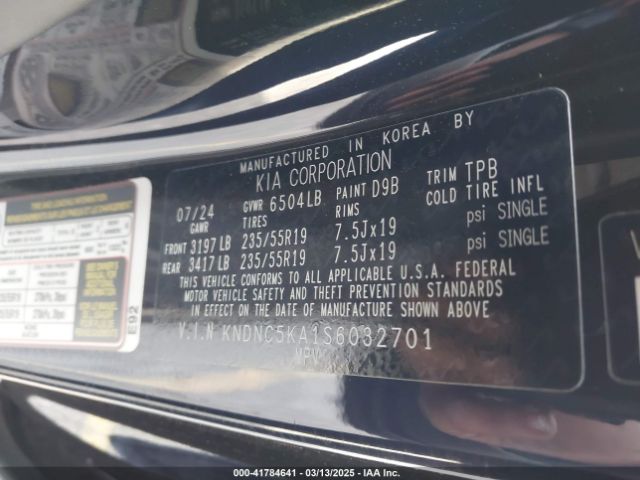 MANUFACTURED IN KOREA BY
KIA CORPORATION
07/24 GVWR 6504LB PAINT D9B TRIM TPB
GAWR TIRES RIMS COLD TIRE INFL
FRONT 3197 LB 235/55R19 7.5Jx19 psi SINGLE
REAR 3417 LB 235/55R19 7.5Jx19 psi SINGLE
THIS VEHICLE CONFORMS TO ALL APPLICABLE U.S.A. FEDERAL
MOTOR VEHICLE SAFETY AND THEFT PREVENTION STANDARDS
IN EFFECT ON THE DATE OF MANUFACTURE SHOWN ABOVE
V.I.N KNDNC5KA1S6032701
MPV
E92
000-41784641 - 03/13/2025 - IAA Inc.